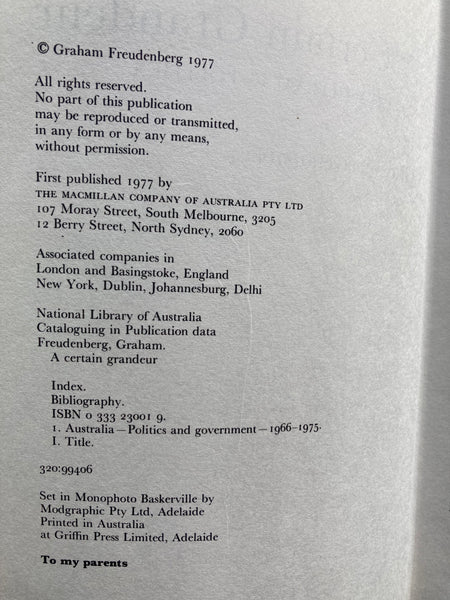 © Graham Freudenberg 1977
All rights reserved.
No part of this publication
may be reproduced or transmitted,
in any form or by any means,
without permission.
First published 1977 by
THE MACMILLAN COMPANY OF AUSTRALIA PTY LTD
107 Moray Street, South Melbourne, 3205
12 Berry Street, North Sydney, 2060
Associated companies in
London and Basingstoke, England
New York, Dublin, Johannesburg, Delhi
National Library of Australia
Cataloguing in Publication data
Freudenberg, Graham.
A certain grandeur
Index.
Bibliography.
ISBN 0 333 23001 9.
1. Australia—Politics and government—1966-1975.
I. Title.
320:99406
Set in Monophoto Baskerville by
Modgraphic Pty Ltd, Adelaide
Printed in Australia
at Griffin Press Limited, Adelaide
To my parents